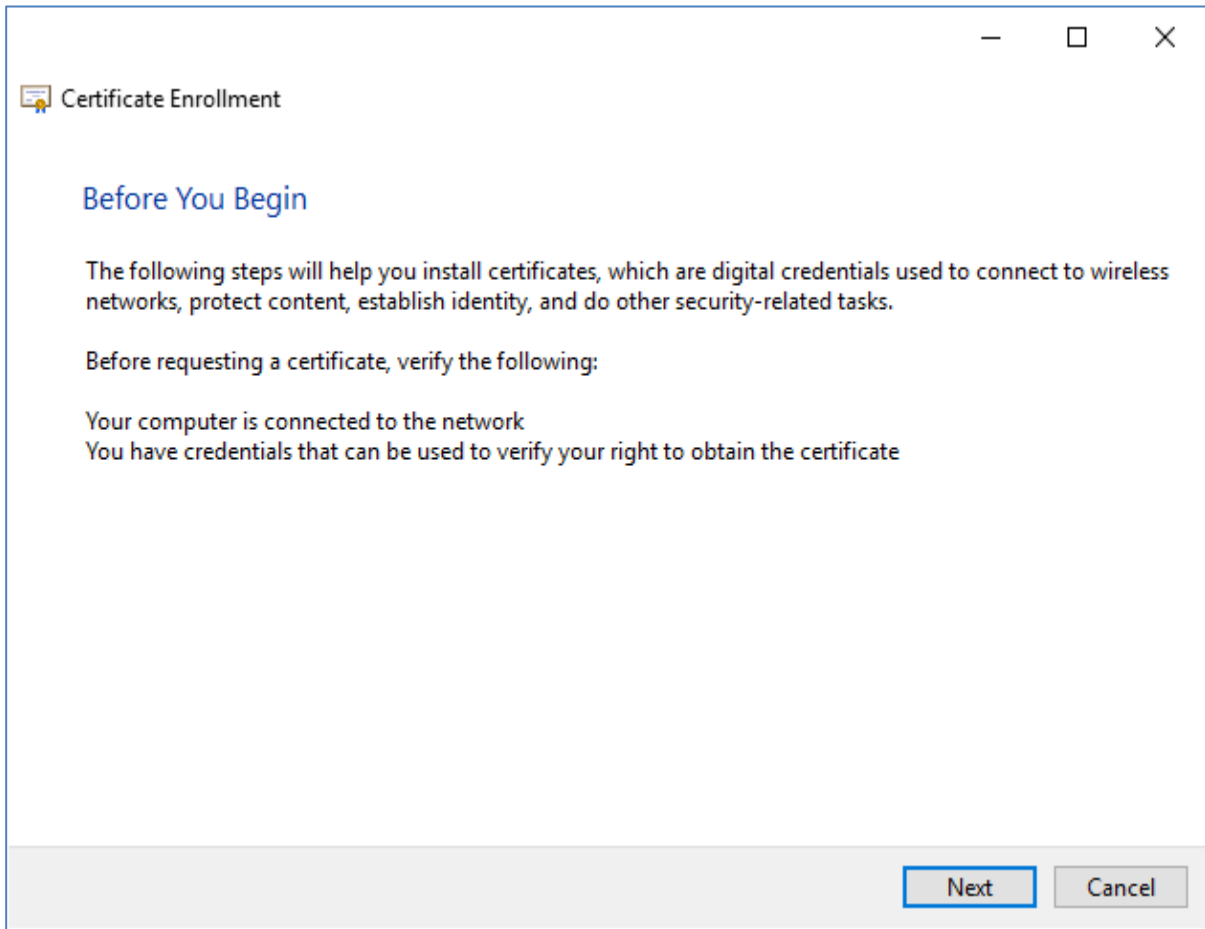 Certificate Enrollment
Before You Begin
The following steps will help you install certificates, which are digital credentials used to connect to wireless
networks, protect content, establish identity, and do other security-related tasks.
Before requesting a certificate, verify the following:
Your computer is connected to the network
You have credentials that can be used to verify your right to obtain the certificate
Next Cancel